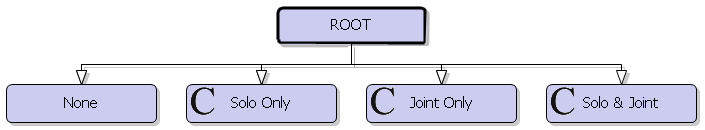 ROOT
None
C Solo Only
C Joint Only
C Solo & Joint